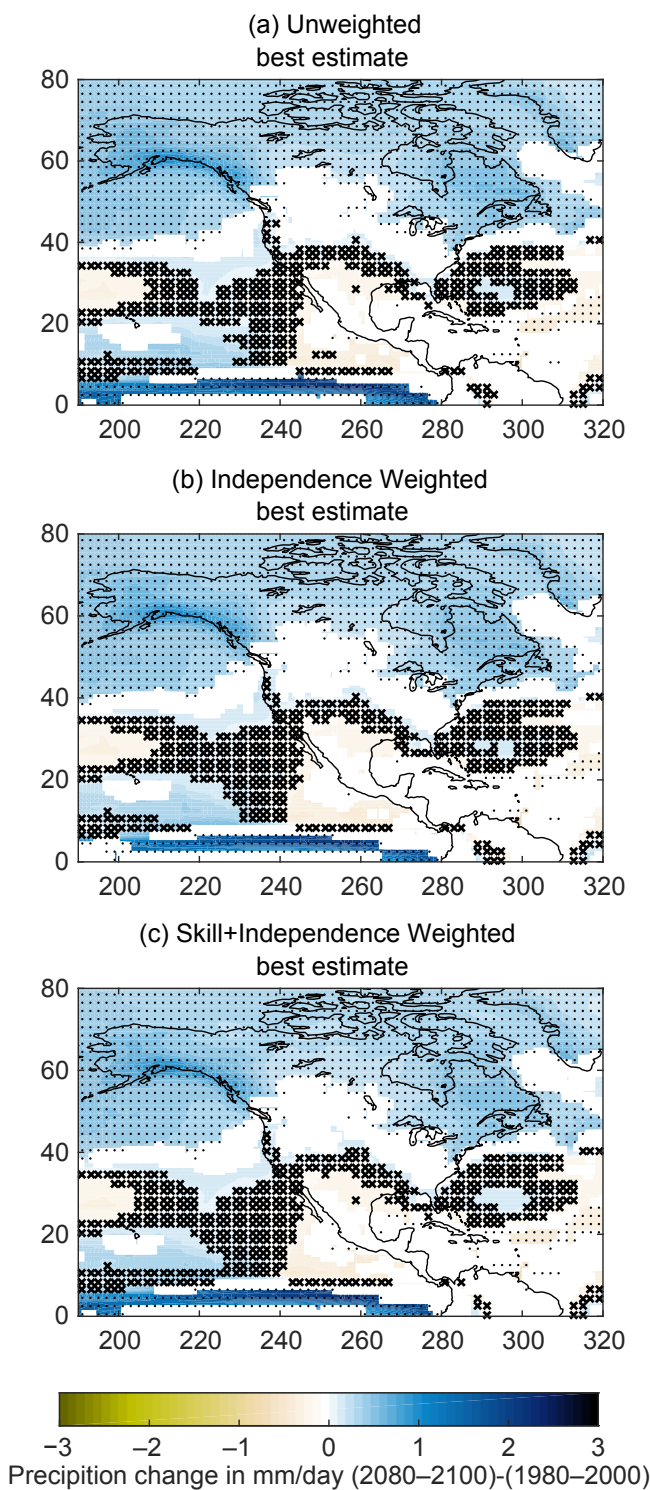 (a) Unweighted
best estimate
80
60
40
20
0
200 220 240 260 280 300 320
(b) Independence Weighted
best estimate
80
60
40
20
0
200 220 240 260 280 300 320
(c) Skill+Independence Weighted
best estimate
80
60
40
20
0
200 220 240 260 280 300 320
−3 −2 −1 0 1 2 3
Precipition change in mm/day (2080–2100)-(1980–2000)